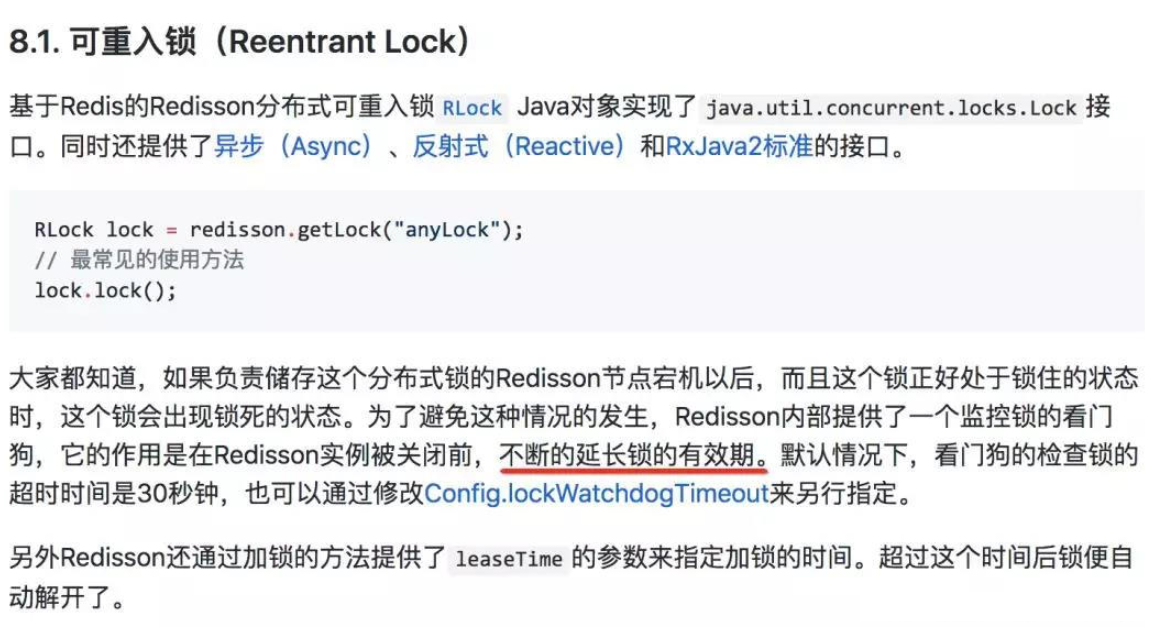 8.1. 可重入锁（Reentrant Lock）
基于Redis的Redisson分布式可重入锁 RLock Java对象实现了 java.util.concurrent.locks.Lock 接
口。同时还提供了异步（Async）、反射式（Reactive）和RxJava2标准的接口。
RLock lock = redisson.getLock("anyLock");
// 最常见的使用方法
lock.lock();
大家都知道，如果负责储存这个分布式锁的Redisson节点宕机以后，而且这个锁正好处于锁住的状态
时，这个锁会出现锁死的状态。为了避免这种情况的发生，Redisson内部提供了一个监控锁的看门
狗，它的作用是在Redisson实例被关闭前，不断的延长锁的有效期。默认情况下，看门狗的检查锁的
超时时间是30秒钟，也可以通过修改Config.lockWatchdogTimeout来另行指定。
另外Redisson还通过加锁的方法提供了 leaseTime 的参数来指定加锁的时间。超过这个时间后锁便自
动解开了。